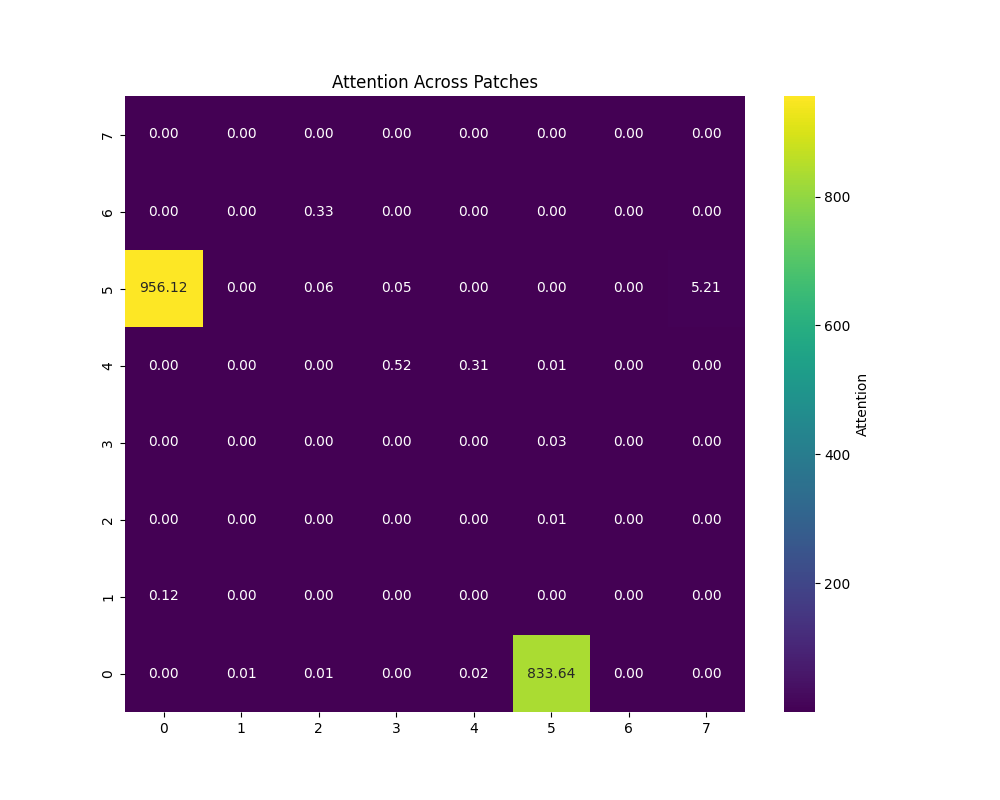 Attention Across Patches
7 0.00 0.00 0.00 0.00 0.00 0.00 0.00 0.00
6 0.00 0.00 0.33 0.00 0.00 0.00 0.00 0.00
5 956.12 0.00 0.06 0.05 0.00 0.00 0.00 5.21
4 0.00 0.00 0.00 0.52 0.31 0.01 0.00 0.00
3 0.00 0.00 0.00 0.00 0.00 0.03 0.00 0.00
2 0.00 0.00 0.00 0.00 0.00 0.01 0.00 0.00
1 0.12 0.00 0.00 0.00 0.00 0.00 0.00 0.00
0 0.00 0.01 0.01 0.00 0.02 833.64 0.00 0.00
0 1 2 3 4 5 6 7
800
600
400
200
Attention